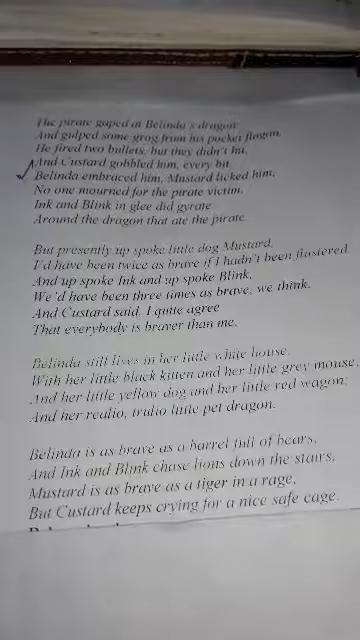 The pirate gaped at Belinda's dragon
And gulped some grog from his pocket flagon,
He fired two bullets, but they didn't hit,
And Custard gobbled him, every bit.
Belinda embraced him, Mustard licked him,
No one mourned for the pirate victim.
Ink and Blink in glee did gyrate
Around the dragon that ate the pirate.
But presently up spoke little dog Mustard,
I'd have been twice as brave if I hadn't been flustered.
And up spoke Ink and up spoke Blink,
We'd have been three times as brave, we think,
And Custard said, I quite agree
That everybody is braver than me.
Belinda still lives in her little white house,
With her little black kitten and her little grey mouse,
And her little yellow dog and her little red wagon,
And her realio, trulio little pet dragon.
Belinda is as brave as a barrel full of bears,
And Ink and Blink chase lions down the stairs,
Mustard is as brave as a tiger in a rage,
But Custard keeps crying for a nice safe cage.